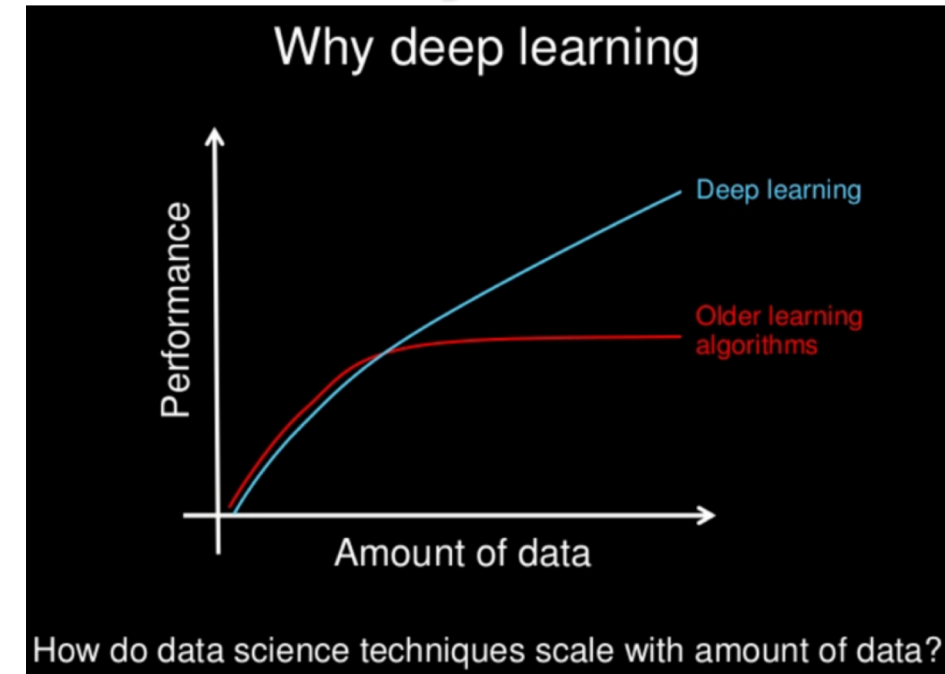 Why deep learning
Performance
Deep learning
Older learning
algorithms
Amount of data
How do data science techniques scale with amount of data?